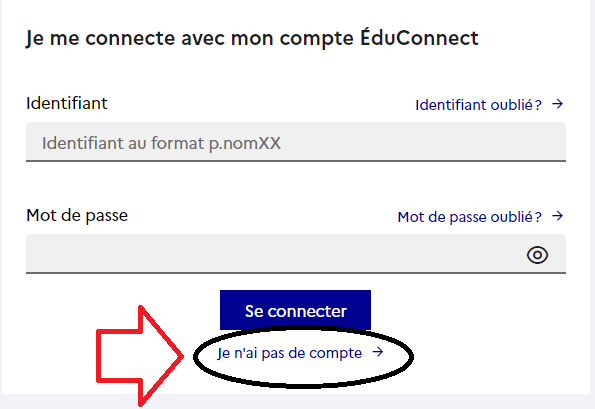 Je me connecte avec mon compte ÉduConnect
Identifiant
Identifiant oublié ? →
Identifiant au format p.nomXX
Mot de passe
Mot de passe oublié ? →
Se connecter
Je n'ai pas de compte →